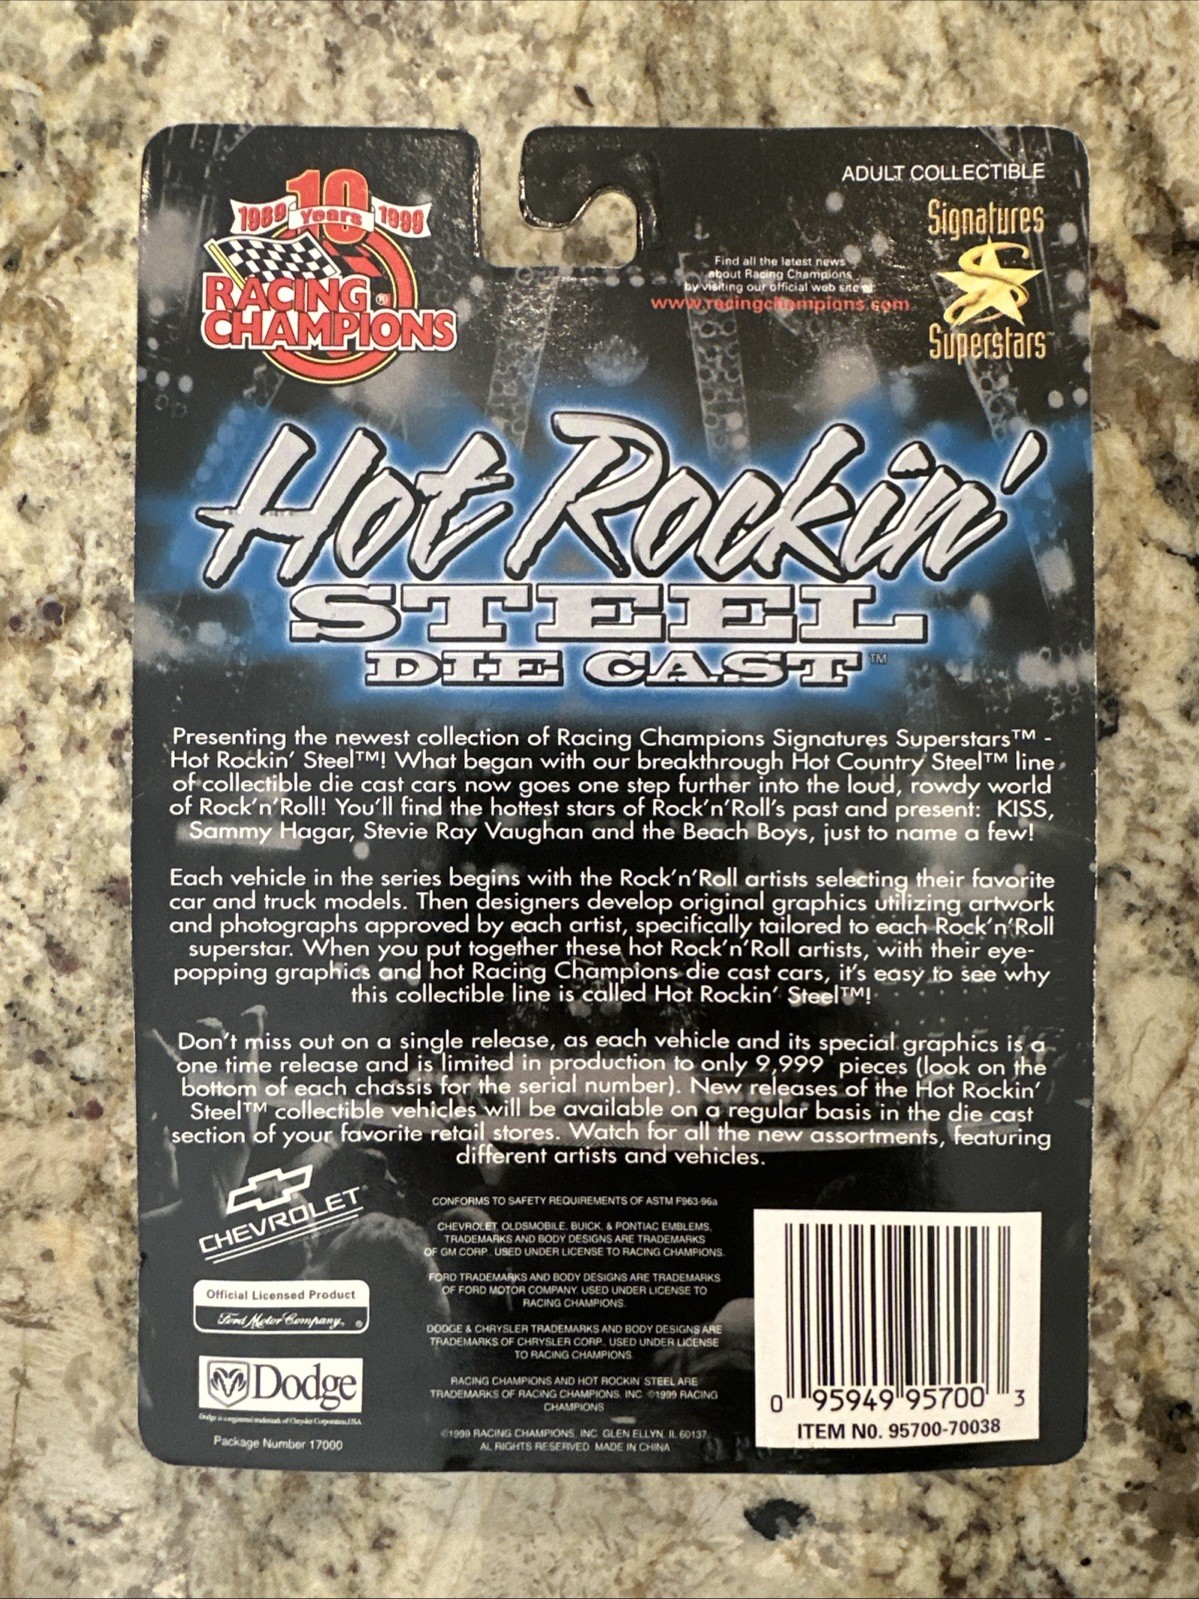 ADULT COLLECTIBLE
10
1989 Years 1999
RACING ®
CHAMPIONS
Find all the latest news
about Racing Champions
by visiting our official web site at:
www.racingchampions.com
Signatures
Superstars™
Hot Rockin'
STEEL
DIE CAST™
Presenting the newest collection of Racing Champions Signatures Superstars™ -
Hot Rockin' Steel™! What began with our breakthrough Hot Country Steel™ line
of collectible die cast cars now goes one step further into the loud, rowdy world
of Rock'n'Roll! You'll find the hottest stars of Rock'n'Roll's past and present:  KISS,
Sammy Hagar, Stevie Ray Vaughan and the Beach Boys, just to name a few!
Each vehicle in the series begins with the Rock'n'Roll artists selecting their favorite
car and truck models. Then designers develop original graphics utilizing artwork
and photographs approved by each artist, specifically tailored to each Rock'n'Roll
superstar. When you put together these hot Rock'n'Roll artists, with their eye-
popping graphics and hot Racing Champions die cast cars, it's easy to see why
this collectible line is called Hot Rockin' Steel™!
Don't miss out on a single release, as each vehicle and its special graphics is a
one time release and is limited in production to only 9,999  pieces (look on the
bottom of each chassis for the serial number). New releases of the Hot Rockin'
Steel™ collectible vehicles will be available on a regular basis in the die cast
section of your favorite retail stores. Watch for all the new assortments, featuring
different artists and vehicles.
CHEVROLET
Official Licensed Product
Ford Motor Company, ®
Dodge
Dodge is a registered trademark of Chrysler Corporation, USA.
Package Number 17000
CONFORMS TO SAFETY REQUIREMENTS OF ASTM F963-96a
CHEVROLET, OLDSMOBILE, BUICK, & PONTIAC EMBLEMS,
TRADEMARKS AND BODY DESIGNS ARE TRADEMARKS
OF GM CORP., USED UNDER LICENSE TO RACING CHAMPIONS.
FORD TRADEMARKS AND BODY DESIGNS ARE TRADEMARKS
OF FORD MOTOR COMPANY. USED UNDER LICENSE TO
RACING CHAMPIONS.
DODGE & CHRYSLER TRADEMARKS AND BODY DESIGNS ARE
TRADEMARKS OF CHRYSLER CORP., USED UNDER LICENSE
TO RACING CHAMPIONS
RACING CHAMPIONS AND HOT ROCKIN' STEEL ARE
TRADEMARKS OF RACING CHAMPIONS, INC. ©1999 RACING
CHAMPIONS
©1999 RACING CHAMPIONS, INC. GLEN ELLYN, IL 60137
AL RIGHTS RESERVED. MADE IN CHINA
0 95949 95700 3
ITEM NO. 95700-70038